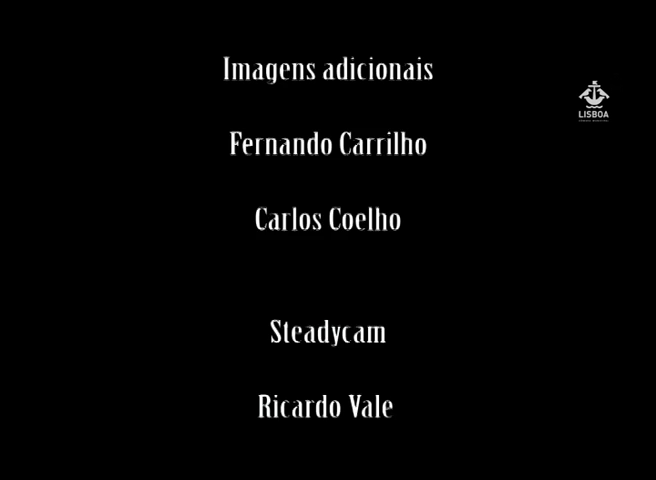 Imagens adicionais
LISBOA
Fernando Carrilho
Carlos Coelho
Steadycam
Ricardo Vale